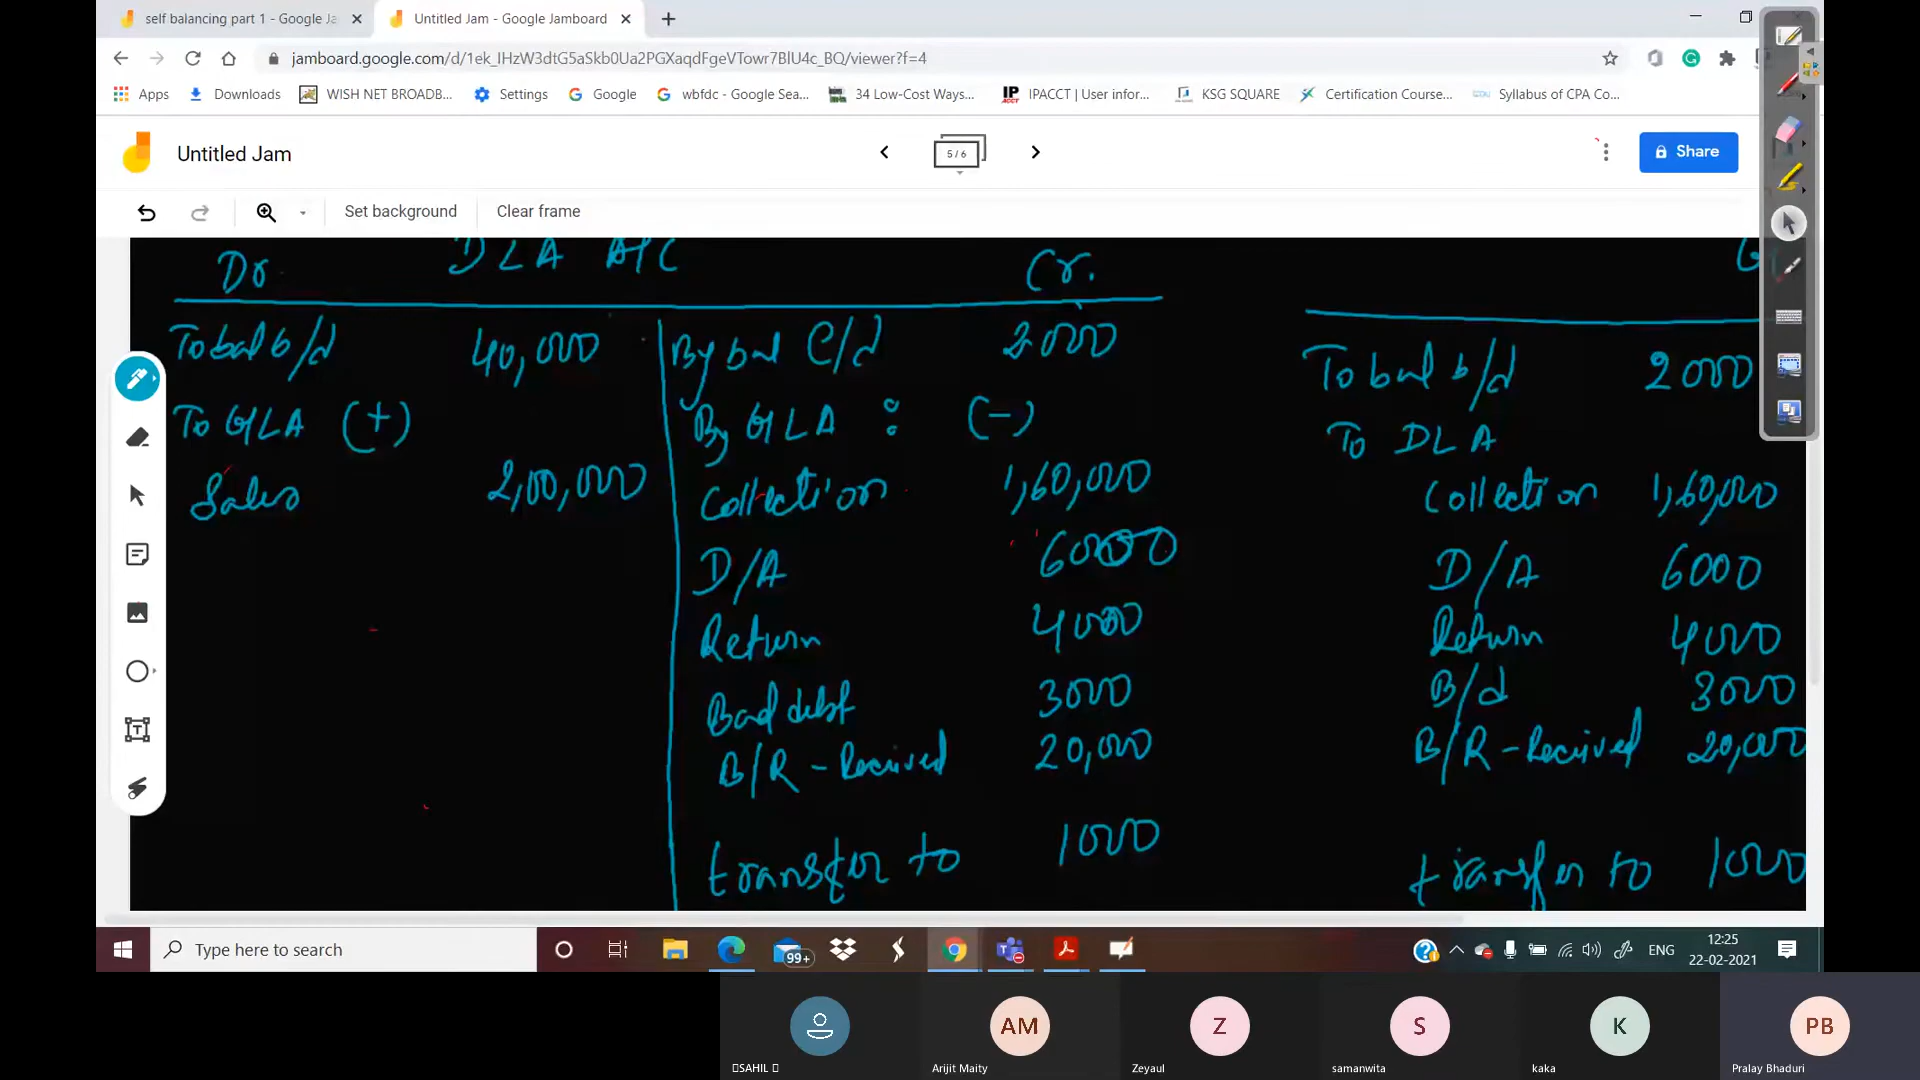 self balancing part 1 - Google Ja
Untitled Jam - Google Jamboard
jamboard.google.com/d/1ek_IHzW3dtG5aSkb0Ua2PGXaqdFgeVTowr7BlU4c_BQ/viewer?f=4
Apps
Downloads
WISH NET BROADB...
Settings
Google
wbfdc - Google Sea...
34 Low-Cost Ways...
IPACCT | User infor...
KSG SQUARE
Certification Course...
Syllabus of CPA Co...
Untitled Jam
5 / 6
Share
Set background
Clear frame
Dr DLA A/C Cr.
To bal b/d 40,000 By bal C/d 2000
To GLA (+) By GLA : (-)
Sales 2,00,000 Collection 1,60,000
D/A 6000
Return 4000
Bad debt 3000
B/R - Received 20,000
transfer to 1000
To bal b/d 2000
To DLA
Collection 1,60,000
D/A 6000
Return 4000
B/d 3000
B/R - Received 20,000
transfer to 1000
Type here to search
99+
ENG
12:25
22-02-2021
AM
Z
S
K
PB
SAHIL
Arijit Maity
Zeyaul
samanwita
kaka
Pralay Bhaduri